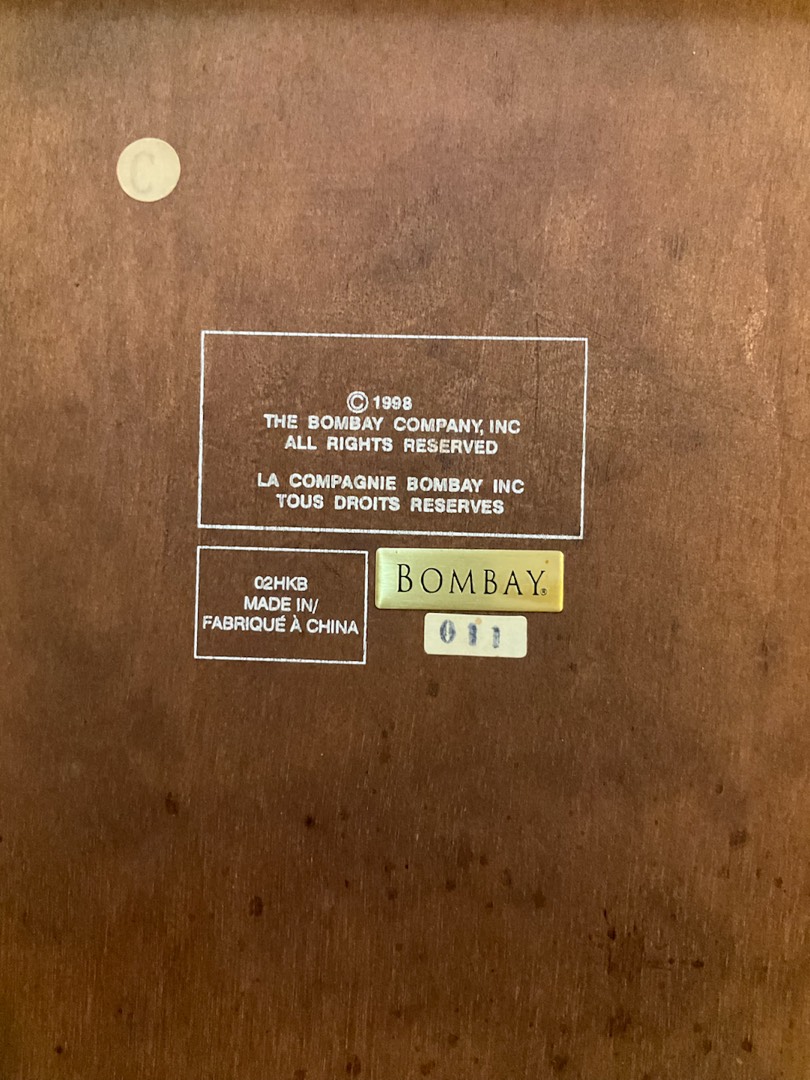 C
© 1998
THE BOMBAY COMPANY, INC
ALL RIGHTS RESERVED
LA COMPAGNIE BOMBAY INC
TOUS DROITS RESERVES
02HKB
MADE IN/
FABRIQUÉ À CHINA
BOMBAY®
011